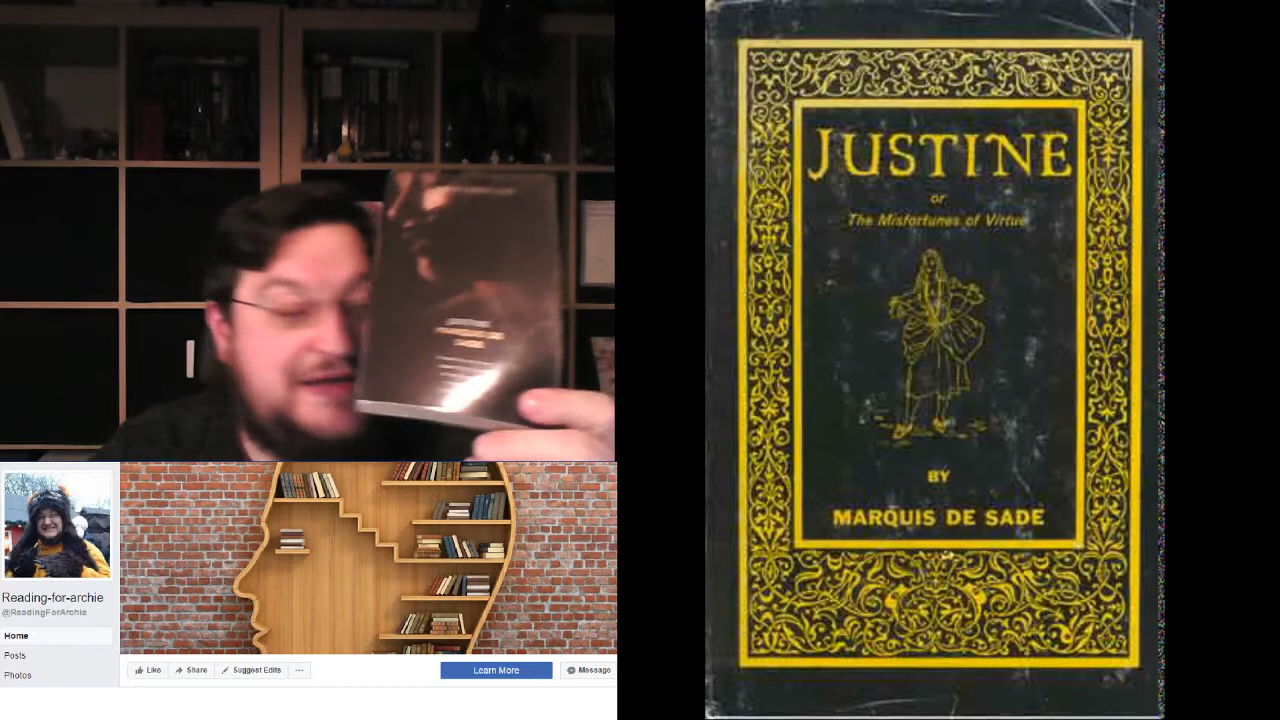 Reading-for-archie
@ReadingForArchie
Home
Posts
Photos
Like
Share
Suggest Edits
...
Learn More
Message
JUSTINE
or
The Misfortunes of Virtue
BY
MARQUIS DE SADE